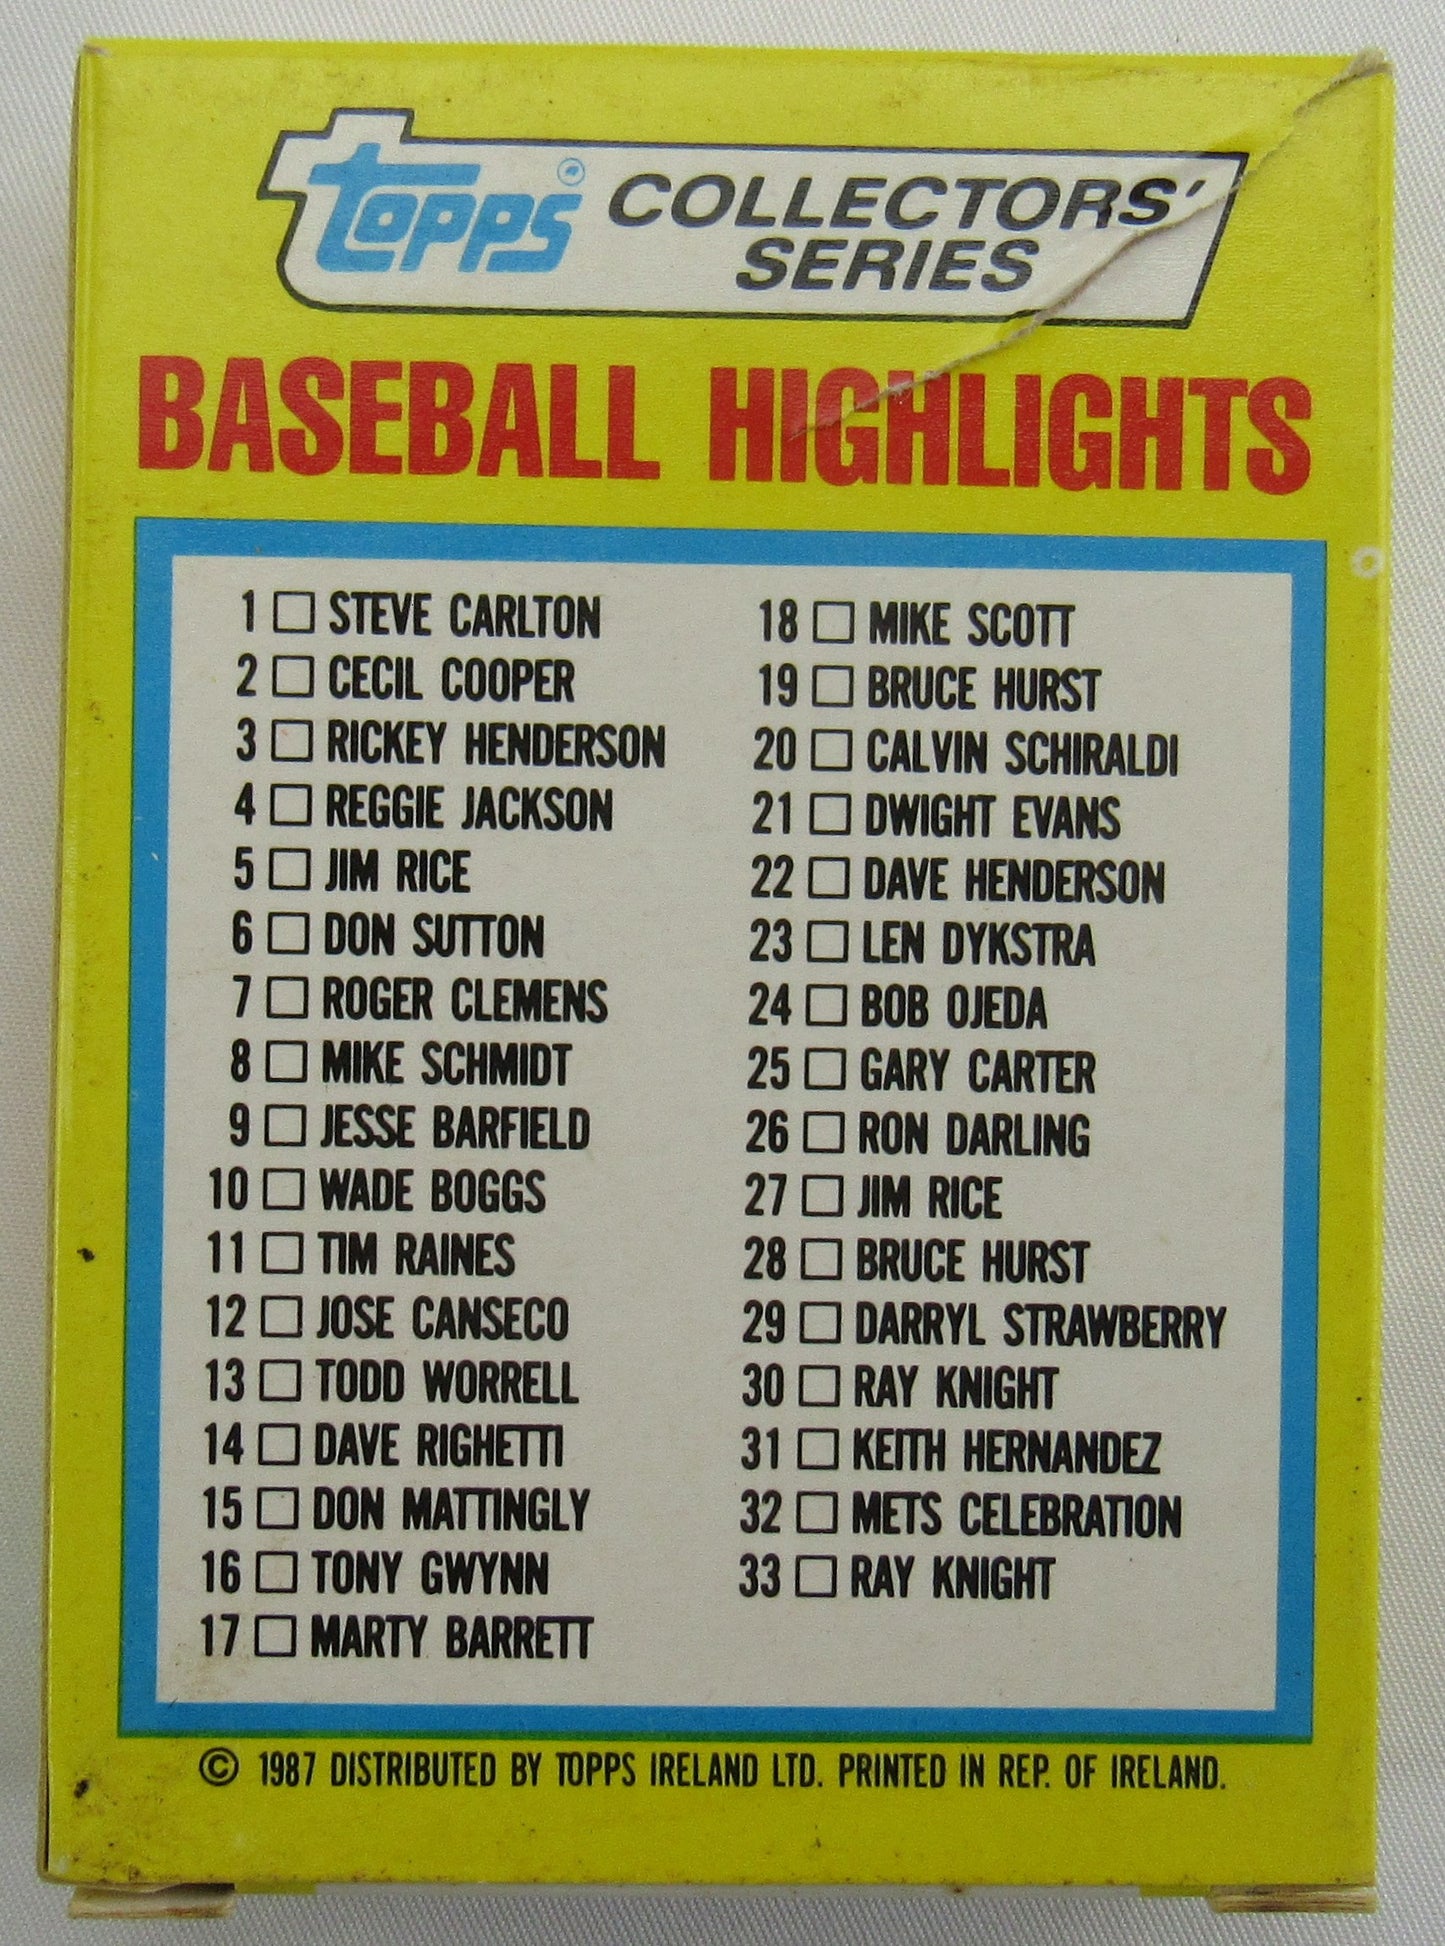 topps COLLECTORS'
SERIES
BASEBALL HIGHLIGHTS
1 STEVE CARLTON
2 CECIL COOPER
3 RICKEY HENDERSON
4 REGGIE JACKSON
5 JIM RICE
6 DON SUTTON
7 ROGER CLEMENS
8 MIKE SCHMIDT
9 JESSE BARFIELD
10 WADE BOGGS
11 TIM RAINES
12 JOSE CANSECO
13 TODD WORRELL
14 DAVE RIGHETTI
15 DON MATTINGLY
16 TONY GWYNN
17 MARTY BARRETT
18 MIKE SCOTT
19 BRUCE HURST
20 CALVIN SCHIRALDI
21 DWIGHT EVANS
22 DAVE HENDERSON
23 LEN DYKSTRA
24 BOB OJEDA
25 GARY CARTER
26 RON DARLING
27 JIM RICE
28 BRUCE HURST
29 DARRYL STRAWBERRY
30 RAY KNIGHT
31 KEITH HERNANDEZ
32 METS CELEBRATION
33 RAY KNIGHT
© 1987 DISTRIBUTED BY TOPPS IRELAND LTD. PRINTED IN REP. OF IRELAND.